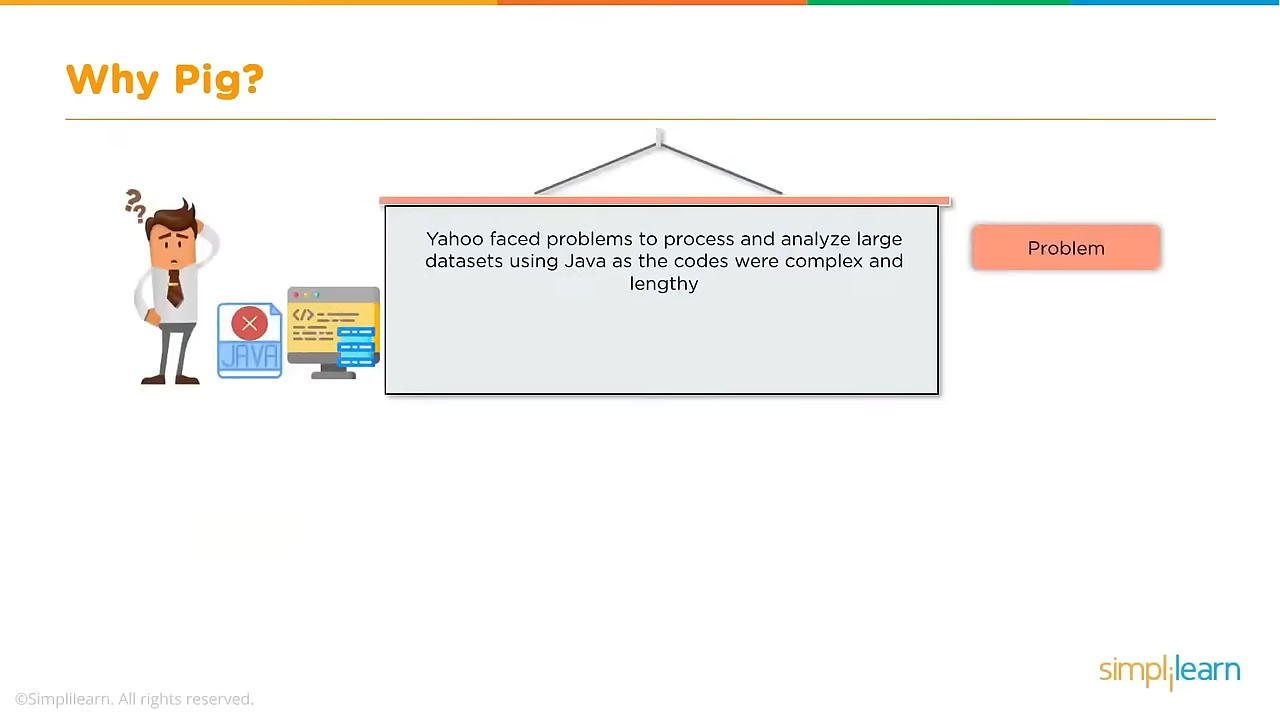 Why Pig?
??
Yahoo faced problems to process and analyze large
datasets using Java as the codes were complex and
lengthy
Problem
</>
JAVA
simplilearn
©Simplilearn. All rights reserved.